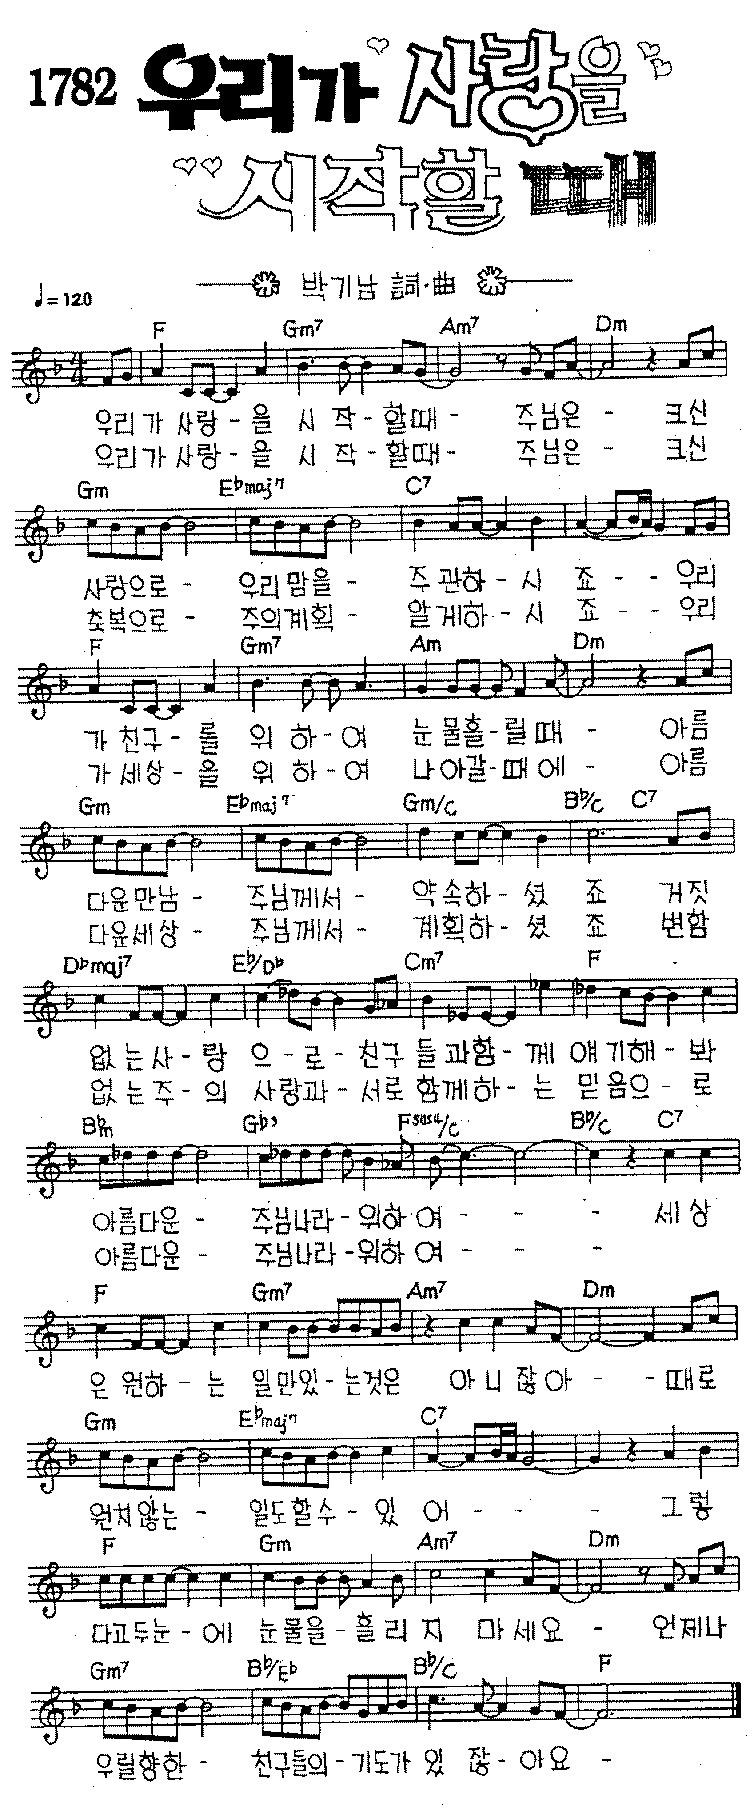 1782 우리가 사랑을
시작할 때
♩= 120 박기남 詞·曲
F Gm7 Am7 Dm
우리가 사랑-을 시 작-할때- 주님은- 크신
우리가 사랑-을 시 작-할때- 주님은- 크신
Gm E♭maj7 C7
사랑으로- 우리맘을- 주관하-시 죠-- 우리
축복으로- 주의계획- 알게하-시 죠-- 우리
F Gm7 Am Dm
가 친구-를 위 하-여 눈물흘-릴때- 아름
가 세상-을 위 하-여 나아갈-때에- 아름
Gm E♭maj7 Gm/C B♭/C C7
다운만남- 주님께서- 약속하-셨 죠 거짓
다운세상- 주님께서- 계획하-셨 죠 변함
D♭maj7 E♭/D♭ Cm7 F
없는사-랑 으-로-친구 들과함-께 얘기해-봐
없는주-의 사랑과-서로 함께하-는 믿음으-로
B♭m G♭7 Fsus4/C B♭/C C7
아름다운- 주님나라-위하여- - - 세상
아름다운- 주님나라-위하여- - -
F Gm7 Am7 Dm
은 원하-는 일만있-는것은 아니잖아- -때로
Gm E♭maj7 C7
원치않는- 일도할수-있 어- - - 그렇
F Gm Am7 Dm
다고두눈-에 눈물을-흘리지 마세요- 언제나
Gm7 B♭/E♭ B♭/C F
우릴향한- 친구들의-기도가 있 잖-아요-